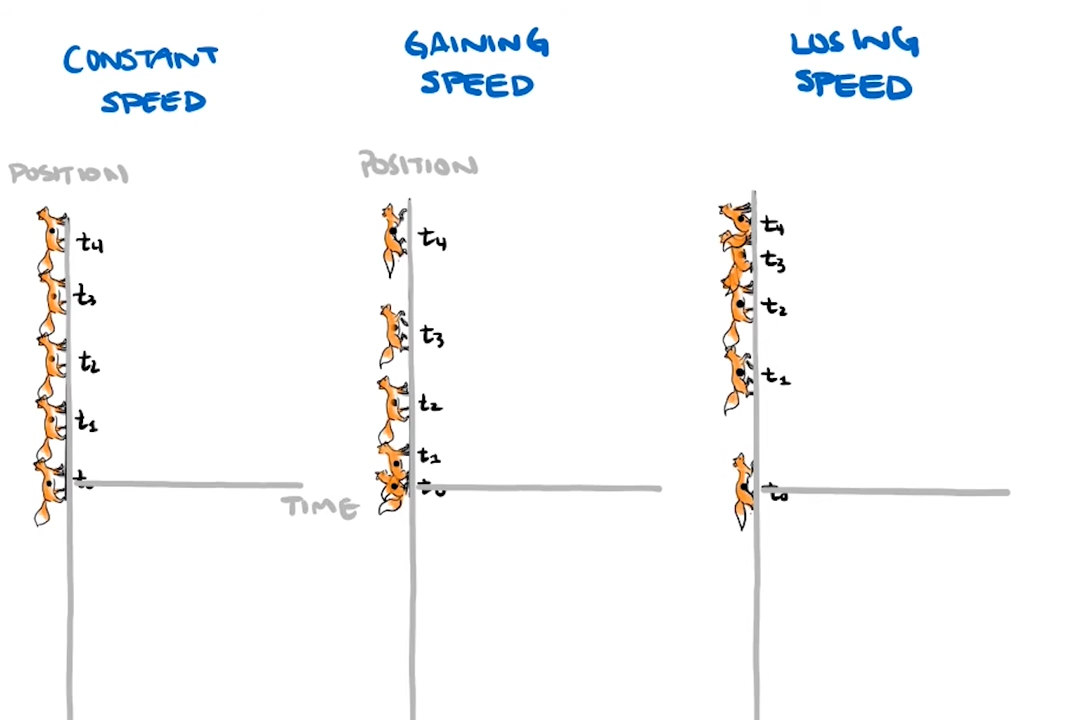 CONSTANT
SPEED
GAINING
SPEED
LOSING
SPEED
POSITION
t4
t3
t2
t1
TIME
POSITION
t4
t3
t2
t1
t0
t4
t3
t2
t1
t0